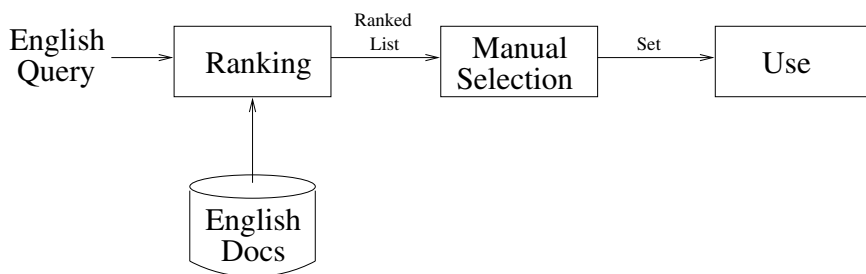 English
Query
Ranking
Ranked
List
Manual
Selection
Set
Use
English
Docs